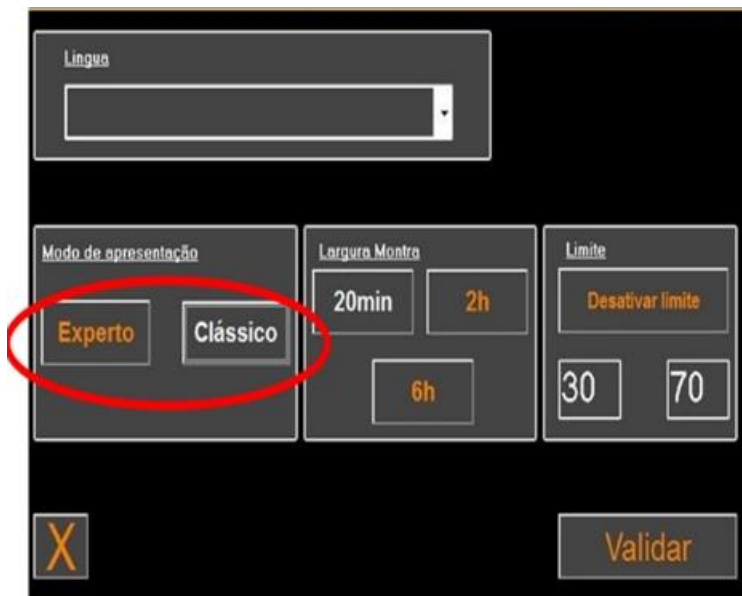 Lingua
Modo de apresentação
Experto
Clássico
Largura Montra
20min
2h
6h
Limite
Desativar limite
30
70
X
Validar